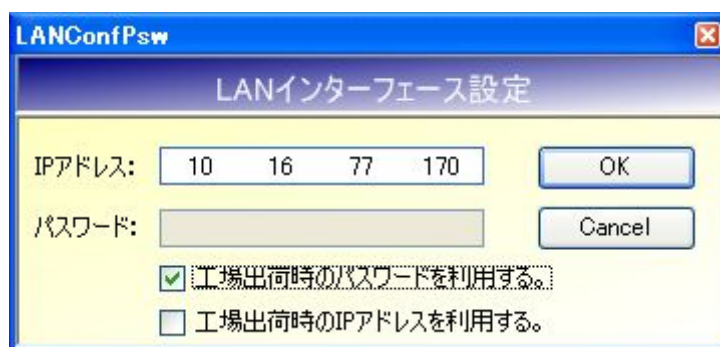 LANConfPsw
LANインターフェース設定
IPアドレス: 10 16 77 170 OK
パスワード: Cancel
工場出荷時のパスワードを利用する。
工場出荷時のIPアドレスを利用する。